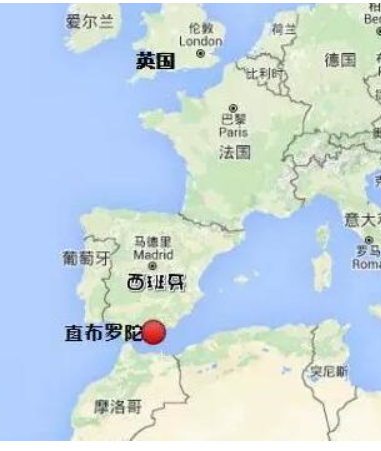 爱尔兰
伦敦
London
荷兰
柏
Be
英国
比利时
德国
巴黎
Paris
法国
意大
罗马
Roma
葡萄牙
马德里
Madrid
西班牙
直布罗陀
突尼斯
摩洛哥